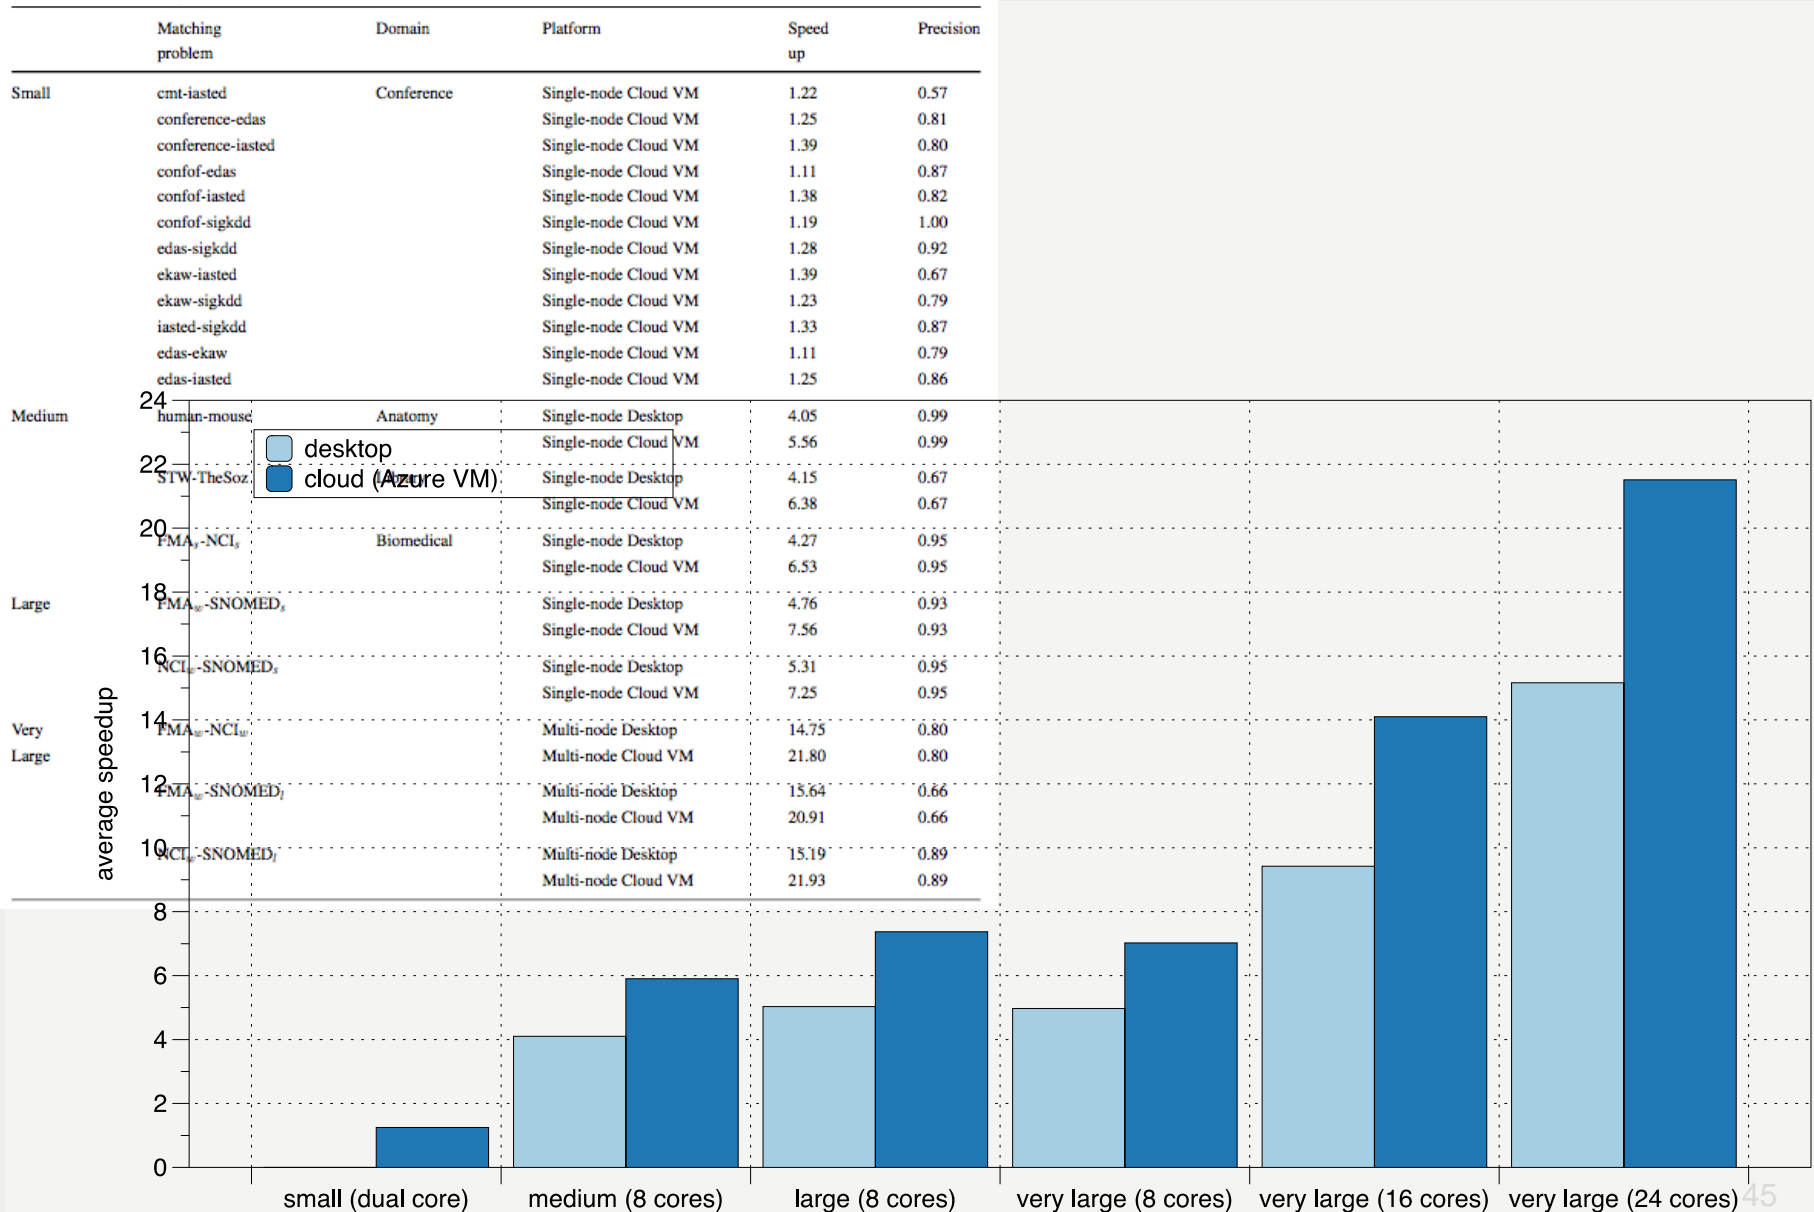 Matching problem Domain Platform Speed up Precision
Small cmt-iasted Conference Single-node Cloud VM 1.22 0.57
conference-edas Single-node Cloud VM 1.25 0.81
conference-iasted Single-node Cloud VM 1.39 0.80
confof-edas Single-node Cloud VM 1.11 0.87
confof-iasted Single-node Cloud VM 1.38 0.82
confof-sigkdd Single-node Cloud VM 1.19 1.00
edas-sigkdd Single-node Cloud VM 1.28 0.92
ekaw-iasted Single-node Cloud VM 1.39 0.67
ekaw-sigkdd Single-node Cloud VM 1.23 0.79
iasted-sigkdd Single-node Cloud VM 1.33 0.87
edas-ekaw Single-node Cloud VM 1.11 0.79
edas-iasted Single-node Cloud VM 1.25 0.86
Medium human-mouse Anatomy Single-node Desktop 4.05 0.99
Single-node Cloud VM 5.56 0.99
STW-TheSoz Library Single-node Desktop 4.15 0.67
Single-node Cloud VM 6.38 0.67
FMAs-NCIs Biomedical Single-node Desktop 4.27 0.95
Single-node Cloud VM 6.53 0.95
Large FMAw-SNOMEDs Single-node Desktop 4.76 0.93
Single-node Cloud VM 7.56 0.93
NCIw-SNOMEDs Single-node Desktop 5.31 0.95
Single-node Cloud VM 7.25 0.95
Very FMAw-NCIw Multi-node Desktop 14.75 0.80
Large Multi-node Cloud VM 21.80 0.80
FMAw-SNOMEDl Multi-node Desktop 15.64 0.66
Multi-node Cloud VM 20.91 0.66
NCIw-SNOMEDl Multi-node Desktop 15.19 0.89
Multi-node Cloud VM 21.93 0.89
desktop
cloud (Azure VM)
average speedup
24
22
20
18
16
14
12
10
8
6
4
2
0
small (dual core) medium (8 cores) large (8 cores) very large (8 cores) very large (16 cores) very large (24 cores)
45